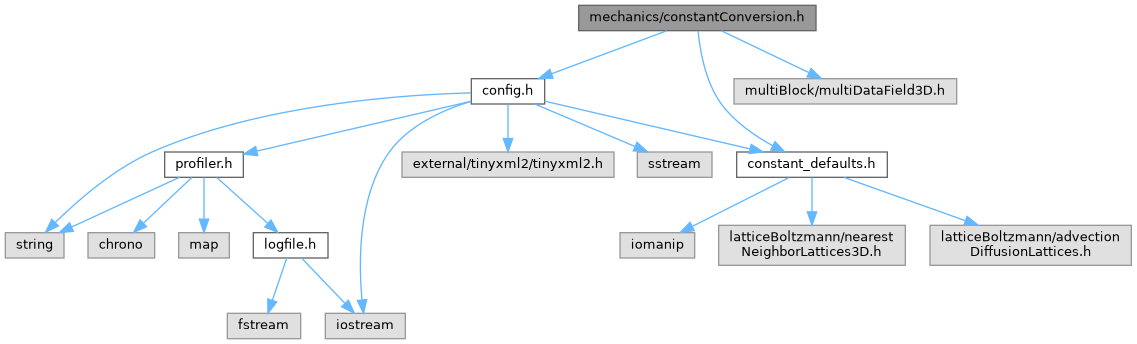 mechanics/constantConversion.h
config.h
multiBlock/multiDataField3D.h
profiler.h
external/tinyxml2/tinyxml2.h
sstream
constant_defaults.h
string
chrono
map
logfile.h
iomanip
latticeBoltzmann/nearest
NeighborLattices3D.h
latticeBoltzmann/advection
DiffusionLattices.h
fstream
iostream